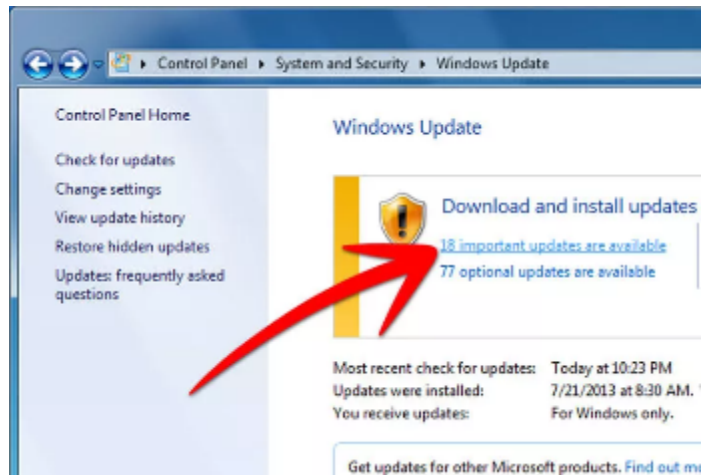 Control Panel ▸ System and Security ▸ Windows Update
Control Panel Home
Check for updates
Change settings
View update history
Restore hidden updates
Updates: frequently asked
questions
Windows Update
Download and install updates
18 important updates are available
77 optional updates are available
Most recent check for updates: Today at 10:23 PM
Updates were installed: 7/21/2013 at 8:30 AM.
You receive updates: For Windows only.
Get updates for other Microsoft products. Find out